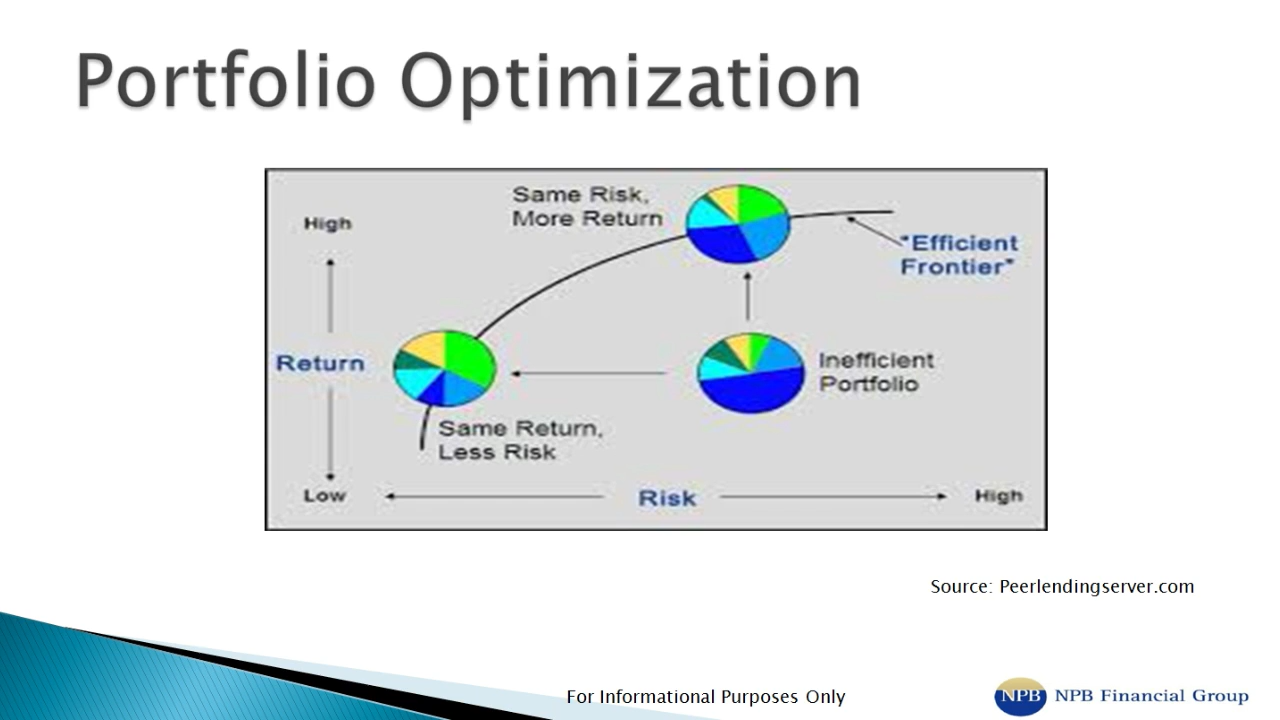 Portfolio Optimization
Same Risk,
More Return
High
"Efficient
Frontier"
Return
Inefficient
Portfolio
Same Return,
Less Risk
Low
Risk
High
Source: Peerlendingserver.com
For Informational Purposes Only
NPB
NPB Financial Group